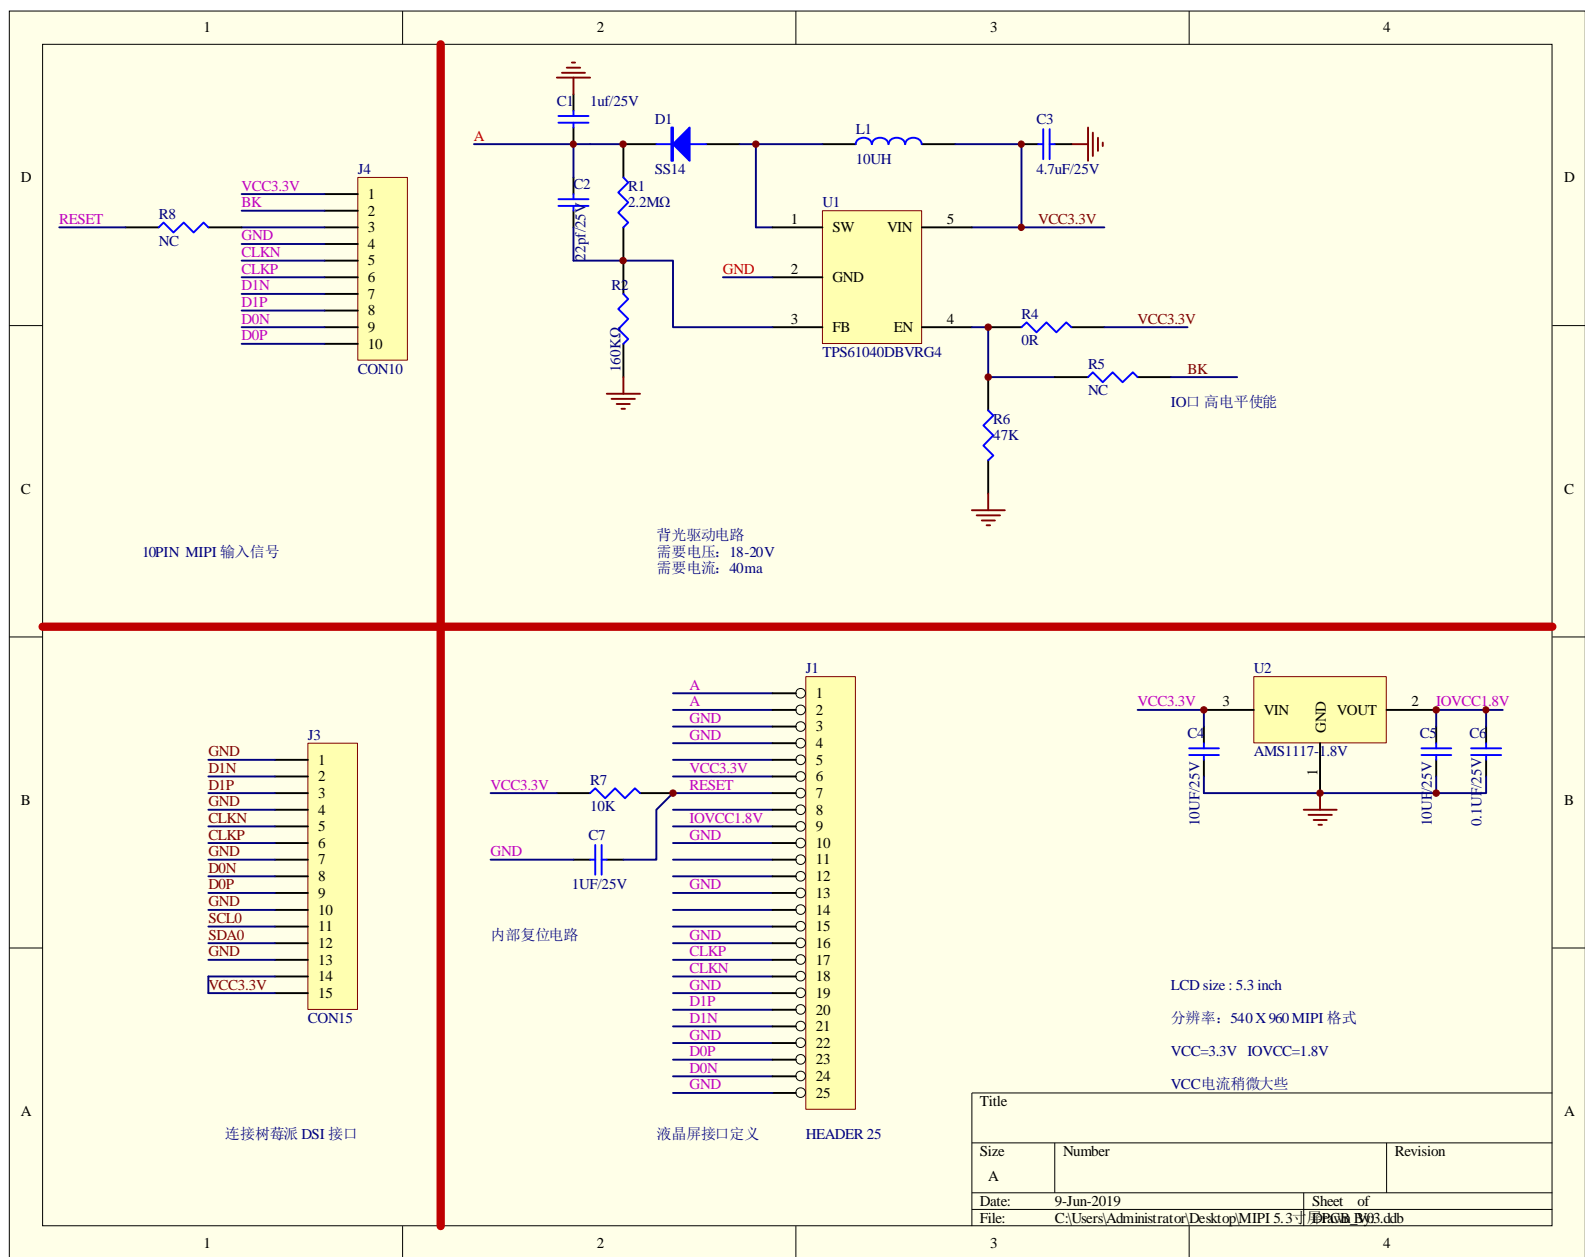 1
2
3
4
D
C
B
A
D
C
B
A
J4
VCC3.3V
1
BK
2
RESET
R8
NC
3
GND
4
CLKN
5
CLKP
6
D1N
7
D1P
8
D0N
9
D0P
10
CON10
10PIN MIPI 输入信号
C1
1uf/25V
A
D1
SS14
L1
10UH
C3
4.7uF/25V
C2
22pf/25V
R1
2.2MΩ
R2
160KΩ
U1
1
SW
VIN
5
VCC3.3V
GND
2
GND
3
FB
EN
4
TPS61040DBVRG4
R4
0R
VCC3.3V
R5
NC
BK
IO口 高电平使能
R6
47K
背光驱动电路
需要电压：18-20V
需要电流：40ma
J3
GND
1
D1N
2
D1P
3
GND
4
CLKN
5
CLKP
6
GND
7
D0N
8
D0P
9
GND
10
SCL0
11
SDA0
12
GND
13
14
VCC3.3V
15
CON15
连接树莓派 DSI 接口
J1
A
1
A
2
GND
3
GND
4
5
VCC3.3V
6
RESET
7
8
IOVCC1.8V
9
GND
10
11
12
GND
13
14
15
GND
16
CLKP
17
CLKN
18
GND
19
D1P
20
D1N
21
GND
22
D0P
23
D0N
24
GND
25
HEADER 25
液晶屏接口定义
VCC3.3V
R7
10K
GND
C7
1UF/25V
内部复位电路
U2
VCC3.3V
3
VIN
GND
VOUT
2
IOVCC1.8V
AMS1117-1.8V
1
C4
10UF/25V
C5
10UF/25V
C6
0.1UF/25V
LCD size : 5.3 inch
分辨率：540 X 960 MIPI 格式
VCC=3.3V IOVCC=1.8V
VCC电流稍微大些
Title
Size
Number
Revision
A
Date:
9-Jun-2019
Sheet of
File:
C:\Users\Administrator\Desktop\MIPI 5.3寸
1
2
3
4